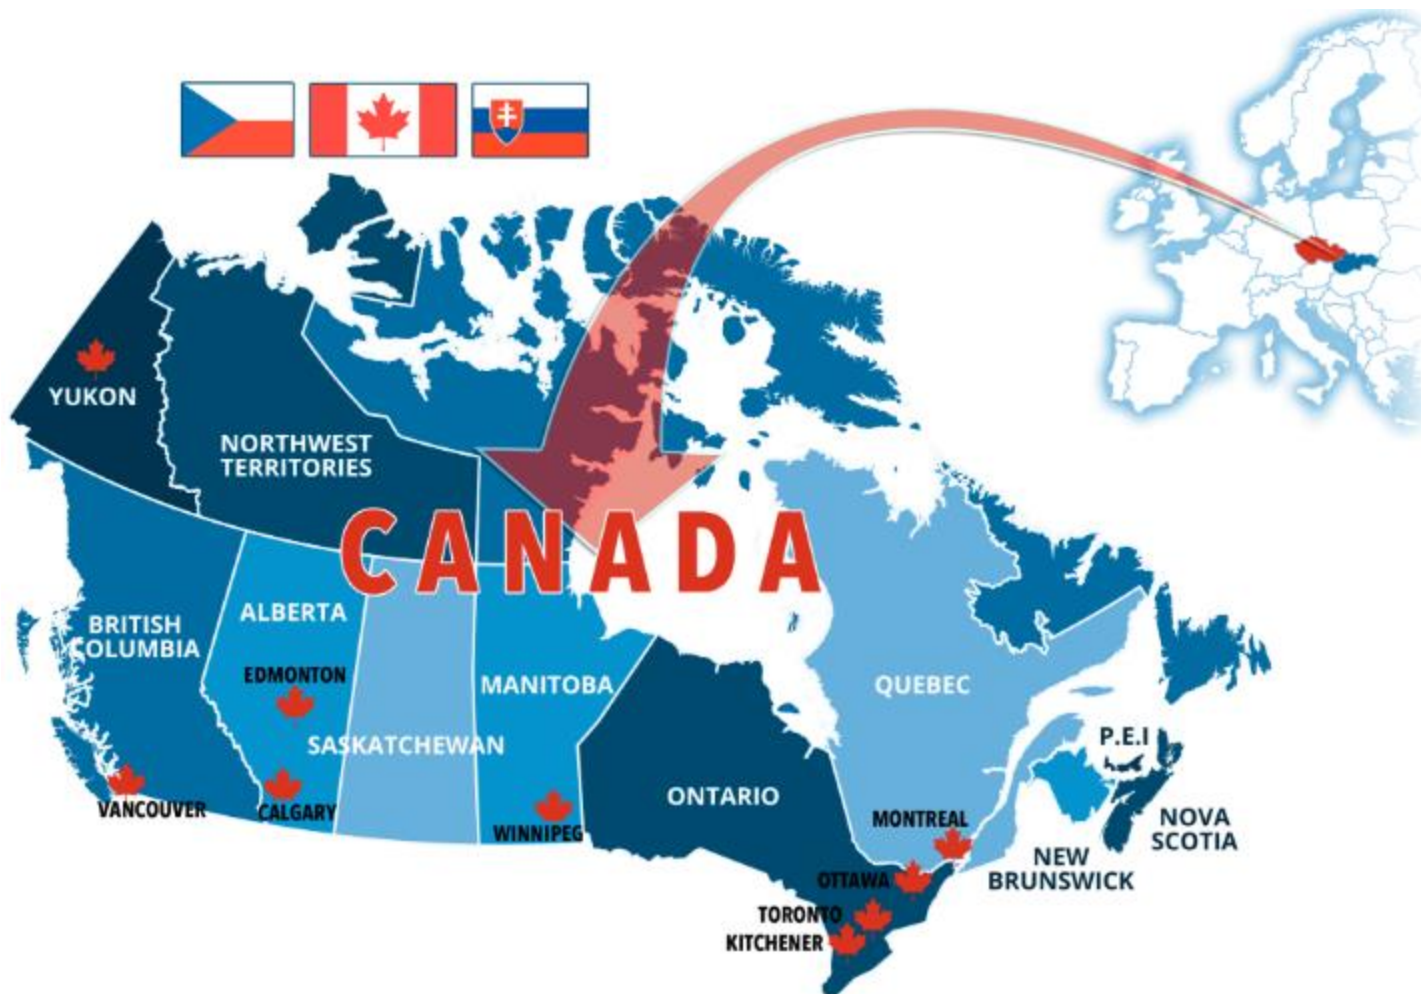 YUKON
NORTHWEST
TERRITORIES
CANADA
BRITISH
COLUMBIA
ALBERTA
EDMONTON
MANITOBA
QUEBEC
SASKATCHEWAN
P.E.I
VANCOUVER
CALGARY
WINNIPEG
ONTARIO
MONTREAL
NOVA
SCOTIA
NEW
BRUNSWICK
OTTAWA
TORONTO
KITCHENER